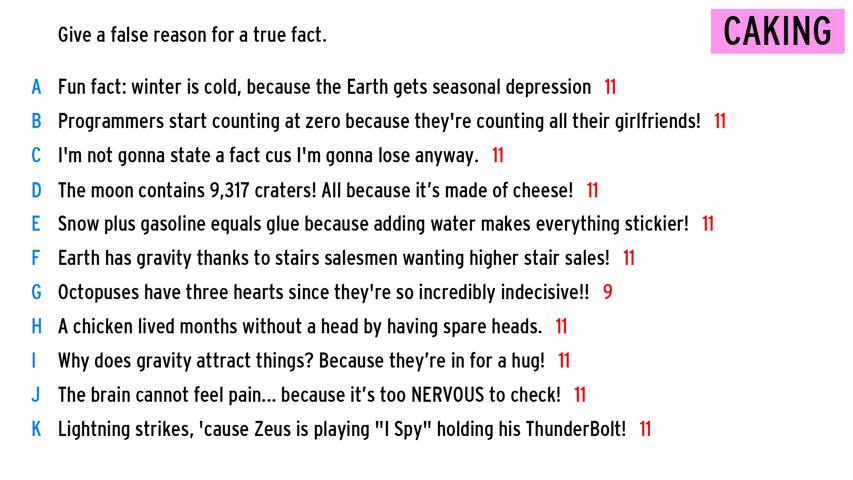 Give a false reason for a true fact.
CAKING
A Fun fact: winter is cold, because the Earth gets seasonal depression 11
B Programmers start counting at zero because they're counting all their girlfriends! 11
C I'm not gonna state a fact cus I'm gonna lose anyway. 11
D The moon contains 9,317 craters! All because it’s made of cheese! 11
E Snow plus gasoline equals glue because adding water makes everything stickier! 11
F Earth has gravity thanks to stairs salesmen wanting higher stair sales! 11
G Octopuses have three hearts since they're so incredibly indecisive!! 9
H A chicken lived months without a head by having spare heads. 11
I Why does gravity attract things? Because they’re in for a hug! 11
J The brain cannot feel pain... because it’s too NERVOUS to check! 11
K Lightning strikes, 'cause Zeus is playing "I Spy" holding his ThunderBolt! 11